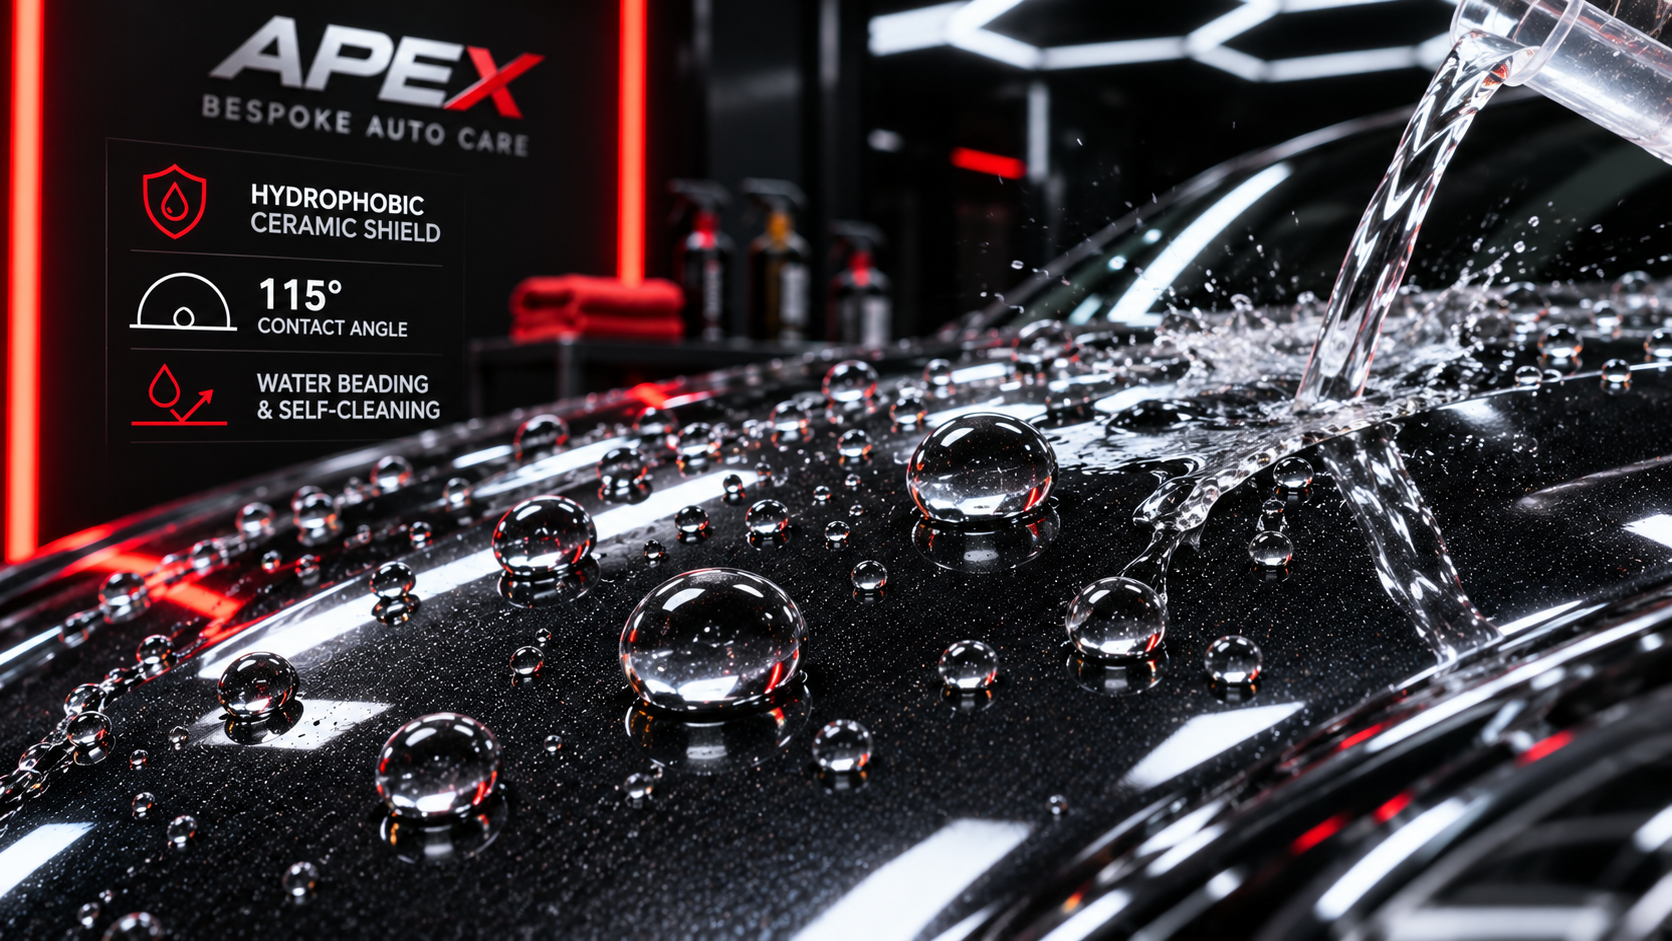 APEX
BESPOKE AUTO CARE
HYDROPHOBIC
CERAMIC SHIELD
115°
CONTACT ANGLE
WATER BEADING
& SELF-CLEANING